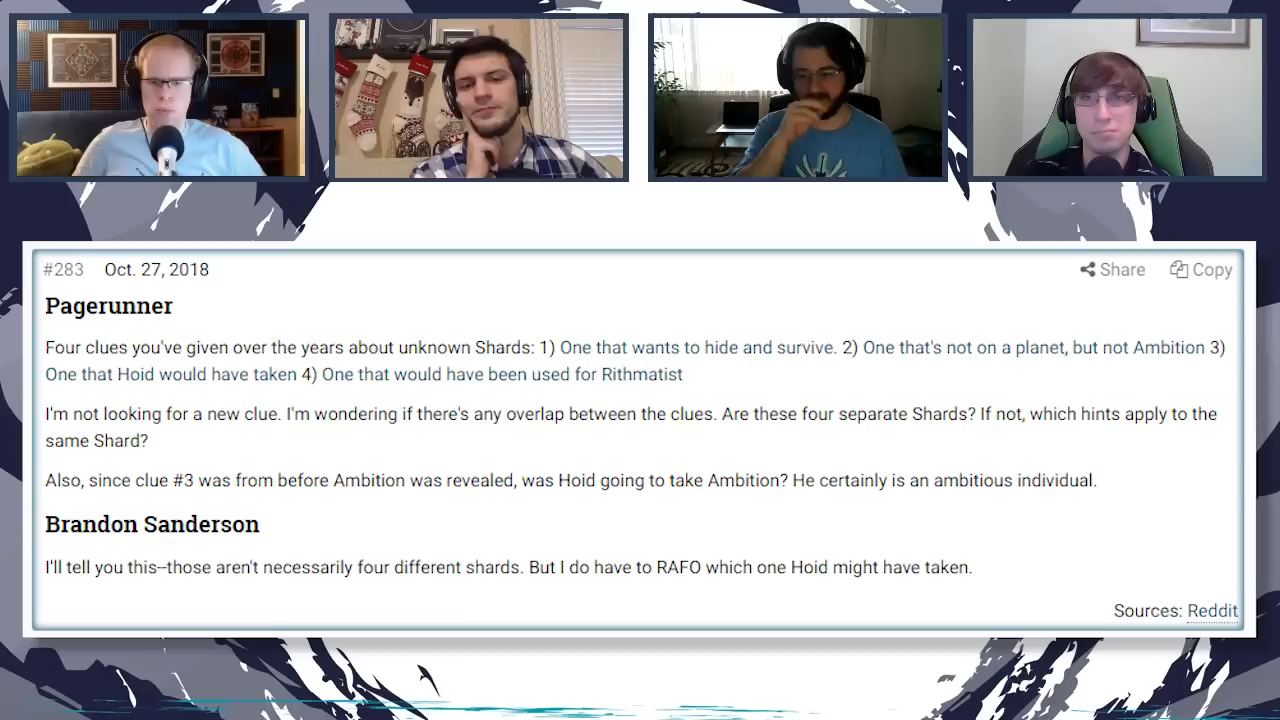 #283 Oct. 27, 2018 Share Copy
Pagerunner
Four clues you've given over the years about unknown Shards: 1) One that wants to hide and survive. 2) One that's not on a planet, but not Ambition 3)
One that Hoid would have taken 4) One that would have been used for Rithmatist
I'm not looking for a new clue. I'm wondering if there's any overlap between the clues. Are these four separate Shards? If not, which hints apply to the
same Shard?
Also, since clue #3 was from before Ambition was revealed, was Hoid going to take Ambition? He certainly is an ambitious individual.
Brandon Sanderson
I'll tell you this--those aren't necessarily four different shards. But I do have to RAFO which one Hoid might have taken.
Sources: Reddit